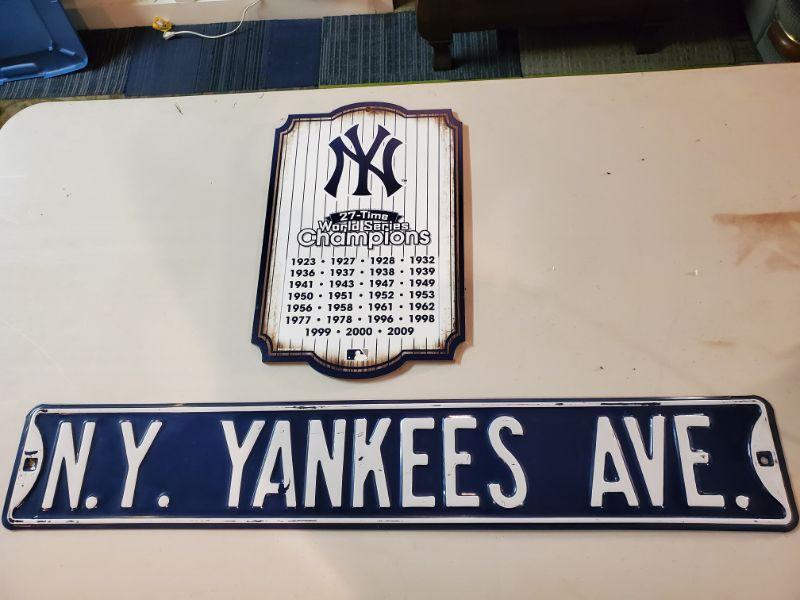 NY
27-Time
World Series
Champions
1923 • 1927 • 1928 • 1932
1936 • 1937 • 1938 • 1939
1941 • 1943 • 1947 • 1949
1950 • 1951 • 1952 • 1953
1956 • 1958 • 1961 • 1962
1977 • 1978 • 1996 • 1998
1999 • 2000 • 2009
N.Y. YANKEES AVE.